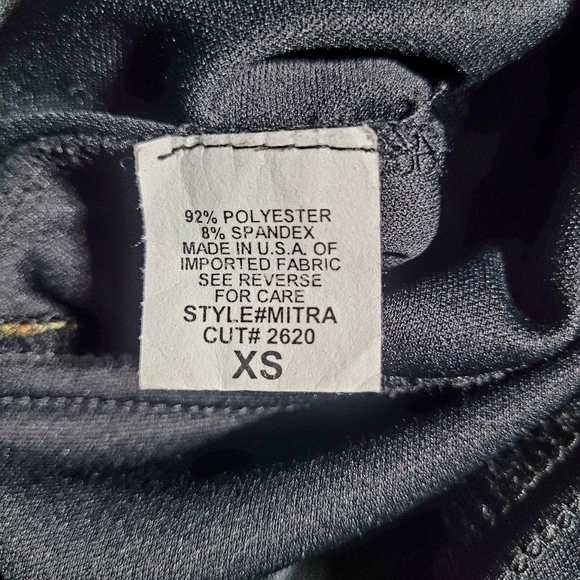 92% POLYESTER
8% SPANDEX
MADE IN U.S.A. OF
IMPORTED FABRIC
SEE REVERSE
FOR CARE
STYLE#MITRA
CUT# 2620
XS